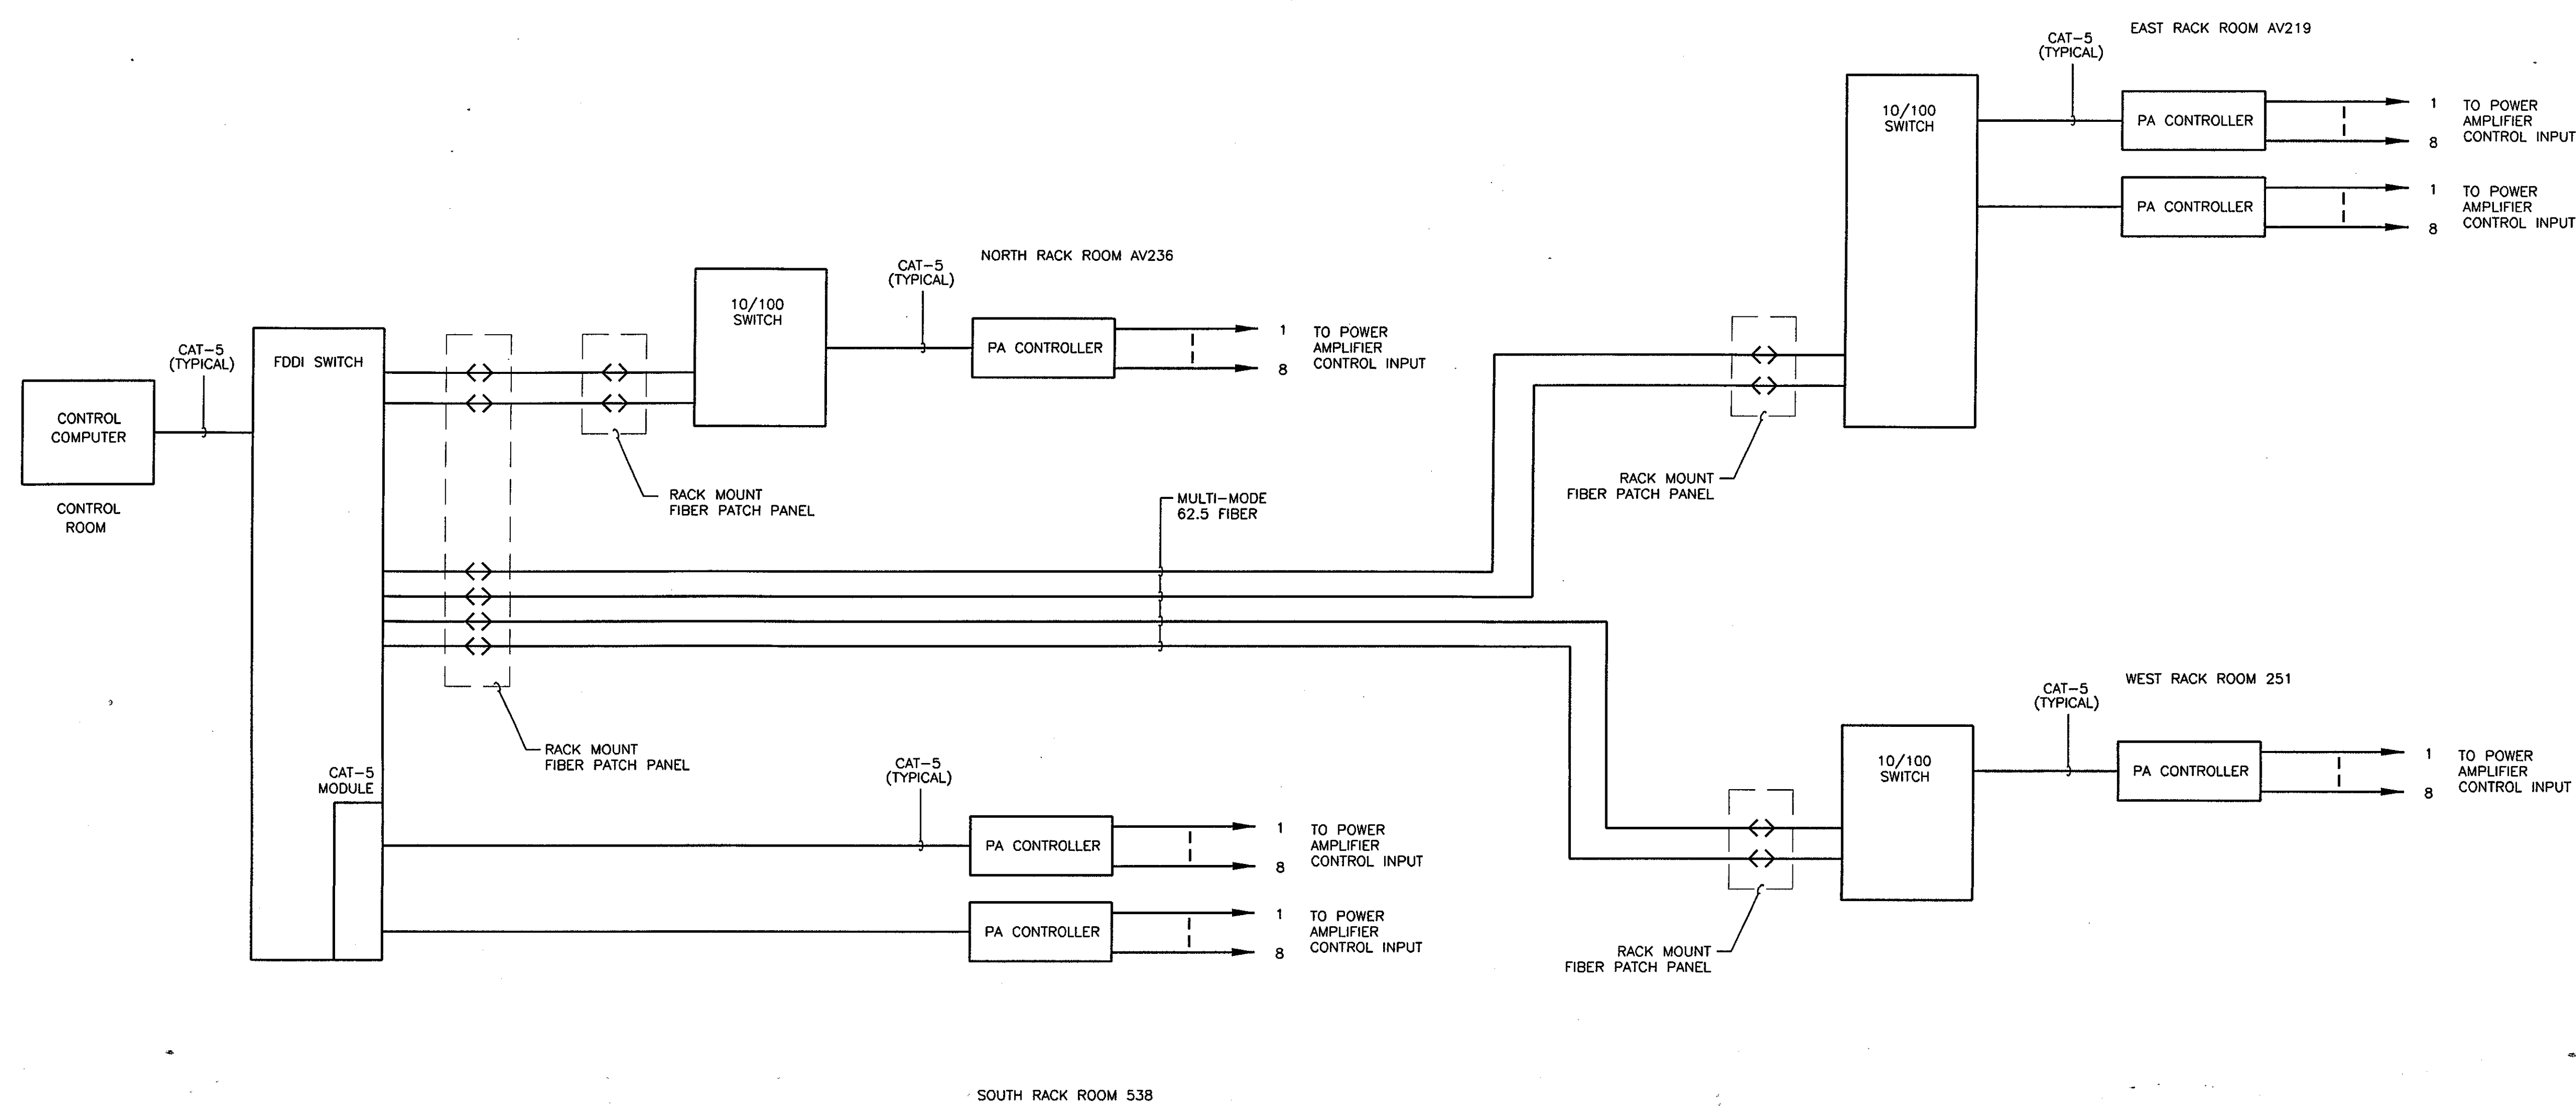 EAST RACK ROOM AV219
CAT-5
(TYPICAL)
10/100
SWITCH
PA CONTROLLER
1
8
TO POWER
AMPLIFIER
CONTROL INPUT
PA CONTROLLER
1
8
TO POWER
AMPLIFIER
CONTROL INPUT
RACK MOUNT
FIBER PATCH PANEL
NORTH RACK ROOM AV236
CAT-5
(TYPICAL)
10/100
SWITCH
PA CONTROLLER
1
8
TO POWER
AMPLIFIER
CONTROL INPUT
RACK MOUNT
FIBER PATCH PANEL
CAT-5
(TYPICAL)
FDDI SWITCH
CONTROL
COMPUTER
CONTROL
ROOM
MULTI-MODE
62.5 FIBER
RACK MOUNT
FIBER PATCH PANEL
CAT-5
MODULE
CAT-5
(TYPICAL)
PA CONTROLLER
1
8
TO POWER
AMPLIFIER
CONTROL INPUT
PA CONTROLLER
1
8
TO POWER
AMPLIFIER
CONTROL INPUT
WEST RACK ROOM 251
CAT-5
(TYPICAL)
10/100
SWITCH
PA CONTROLLER
1
8
TO POWER
AMPLIFIER
CONTROL INPUT
RACK MOUNT
FIBER PATCH PANEL
SOUTH RACK ROOM 538